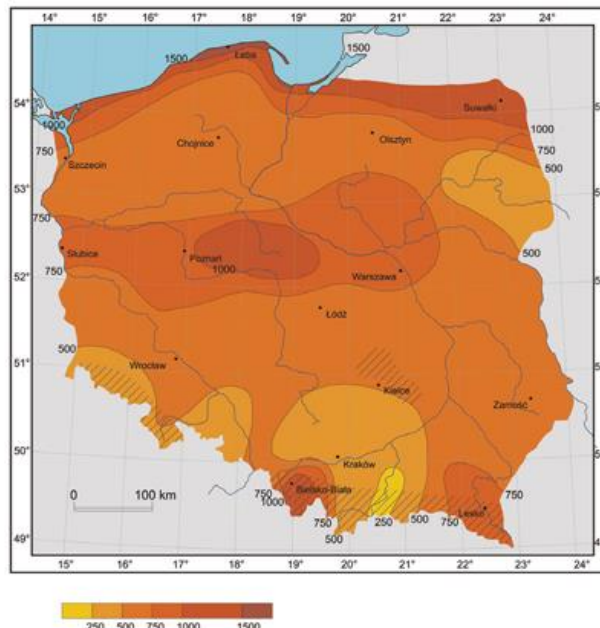 14° 15° 16° 17° 18° 19° 20° 21° 22° 23° 24°
1500
Łeba
1500
54°
1000
Suwałki
1000
750
Chojnice
Olsztyn
750
Szczecin
500
53°
750
Słubice
500
Poznań
52°
750
1000
Warszawa
Łódź
51°
500
Wrocław
Kielce
Zamość
50°
Kraków
0 100 km
750
1000
Bielsko-Biała
750
Lesko
750
250
500
750
500
49°
15° 16° 17° 18° 19° 20° 21° 22° 23°
250 500 750 1000 1500